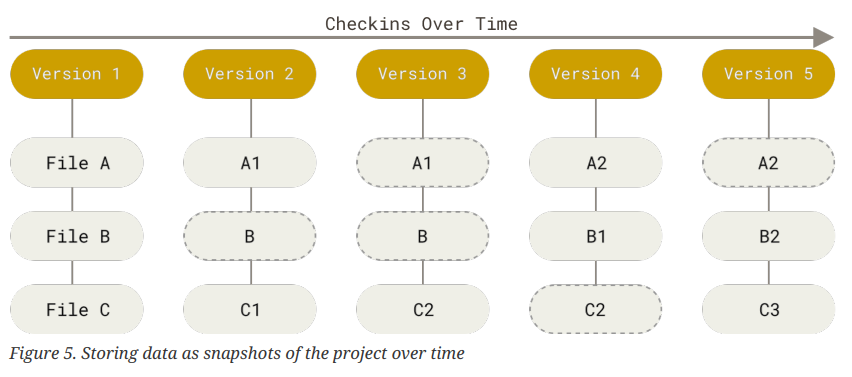 Checkins Over Time
Version 1 Version 2 Version 3 Version 4 Version 5
File A A1 A1 A2 A2
File B B B B1 B2
File C C1 C2 C2 C3
Figure 5. Storing data as snapshots of the project over time